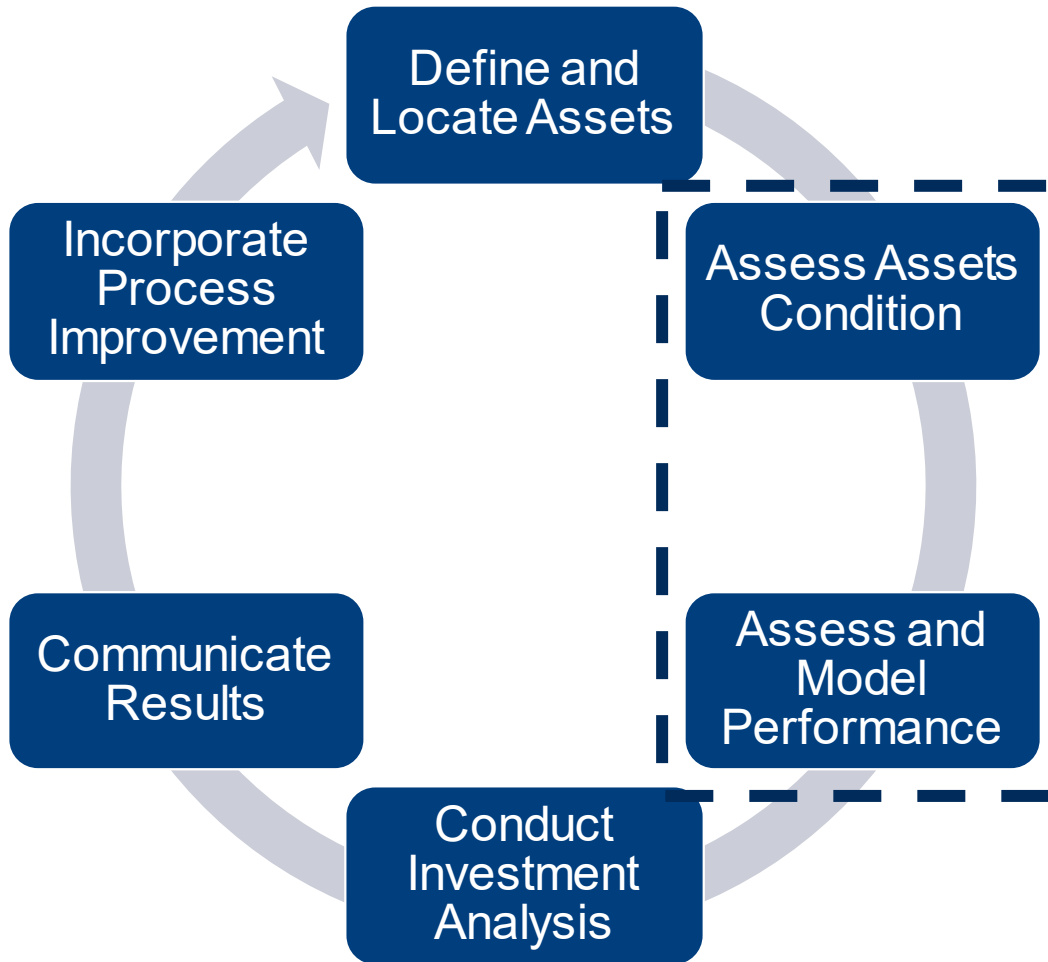 Define and
Locate Assets
Assess Assets
Condition
Assess and
Model
Performance
Conduct
Investment
Analysis
Communicate
Results
Incorporate
Process
Improvement